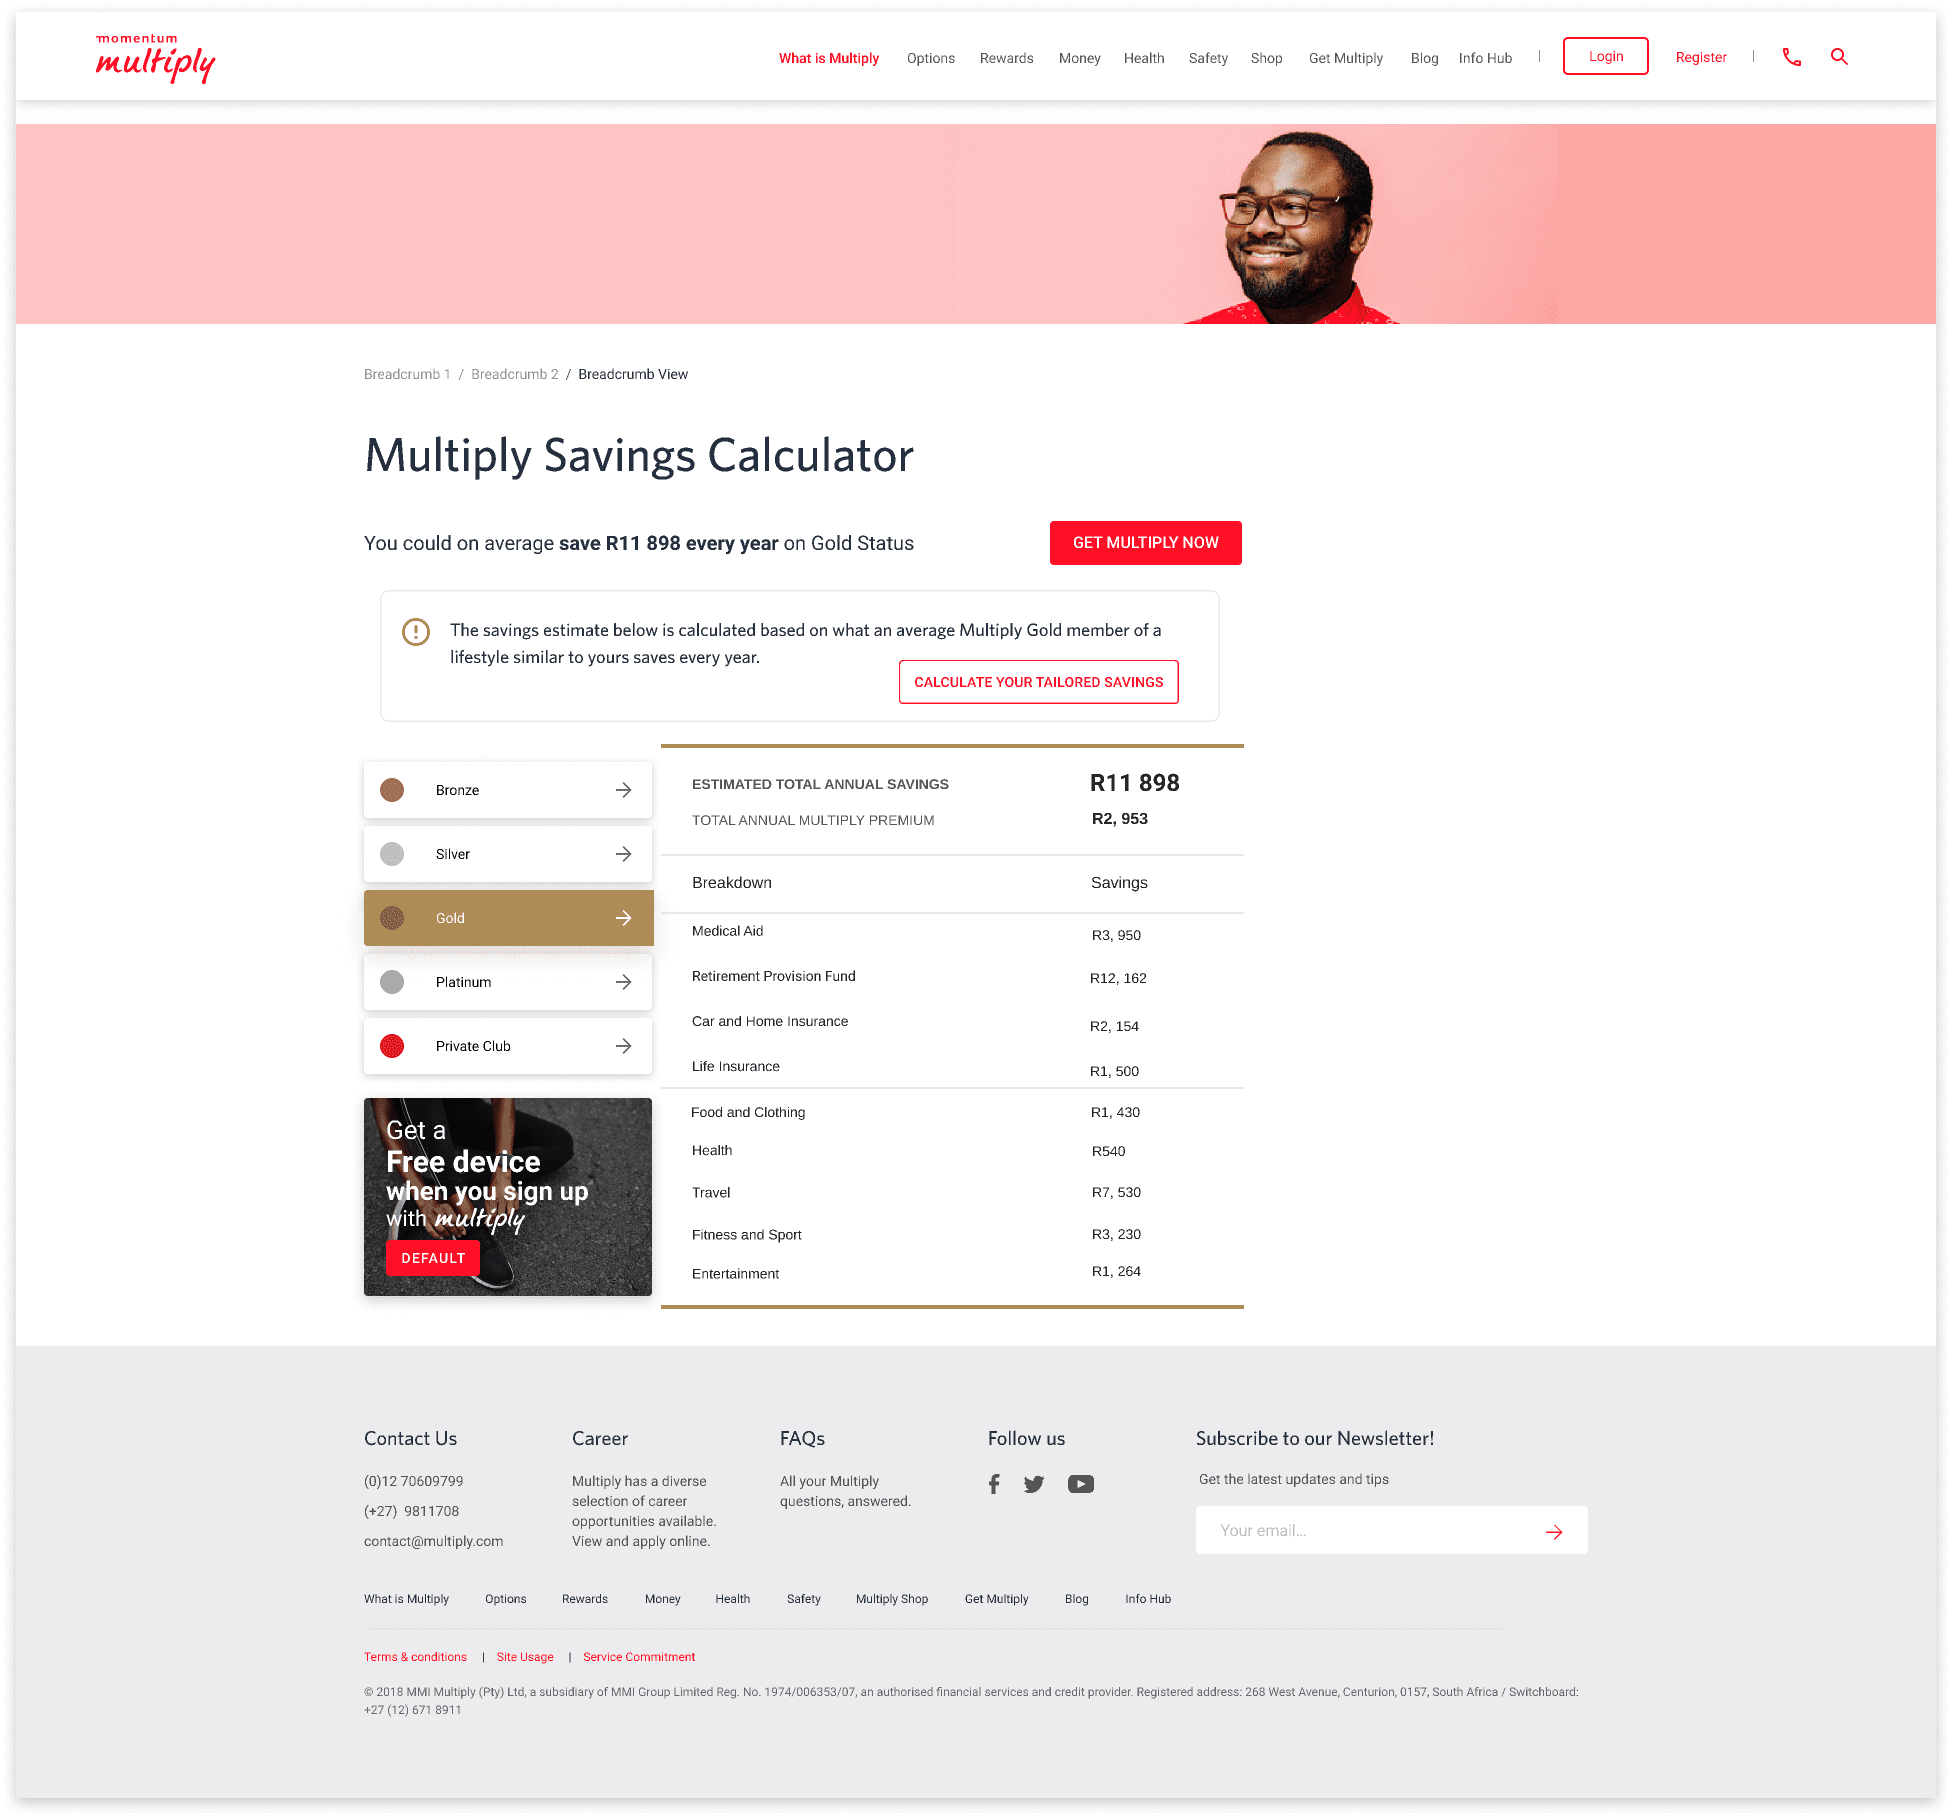 momentum
multiply
What is Multiply Options Rewards Money Health Safety Shop Get Multiply Blog Info Hub | Login Register |
Breadcrumb 1 / Breadcrumb 2 / Breadcrumb View
Multiply Savings Calculator
You could on average save R11 898 every year on Gold Status
GET MULTIPLY NOW
The savings estimate below is calculated based on what an average Multiply Gold member of a
lifestyle similar to yours saves every year.
CALCULATE YOUR TAILORED SAVINGS
Bronze
Silver
Gold
Platinum
Private Club
Get a
Free device
when you sign up
with multiply
DEFAULT
ESTIMATED TOTAL ANNUAL SAVINGS R11 898
TOTAL ANNUAL MULTIPLY PREMIUM R2, 953
Breakdown Savings
Medical Aid R3, 950
Retirement Provision Fund R12, 162
Car and Home Insurance R2, 154
Life Insurance R1, 500
Food and Clothing R1, 430
Health R540
Travel R7, 530
Fitness and Sport R3, 230
Entertainment R1, 264
Contact Us
(0)12 70609799
(+27) 9811708
contact@multiply.com
Career
Multiply has a diverse
selection of career
opportunities available.
View and apply online.
FAQs
All your Multiply
questions, answered.
Follow us
Subscribe to our Newsletter!
Get the latest updates and tips
Your email...
What is Multiply Options Rewards Money Health Safety Multiply Shop Get Multiply Blog Info Hub
Terms & conditions | Site Usage | Service Commitment
© 2018 MMI Multiply (Pty) Ltd, a subsidiary of MMI Group Limited Reg. No. 1974/006353/07, an authorised financial services and credit provider. Registered address: 268 West Avenue, Centurion, 0157, South Africa / Switchboard:
+27 (12) 671 8911